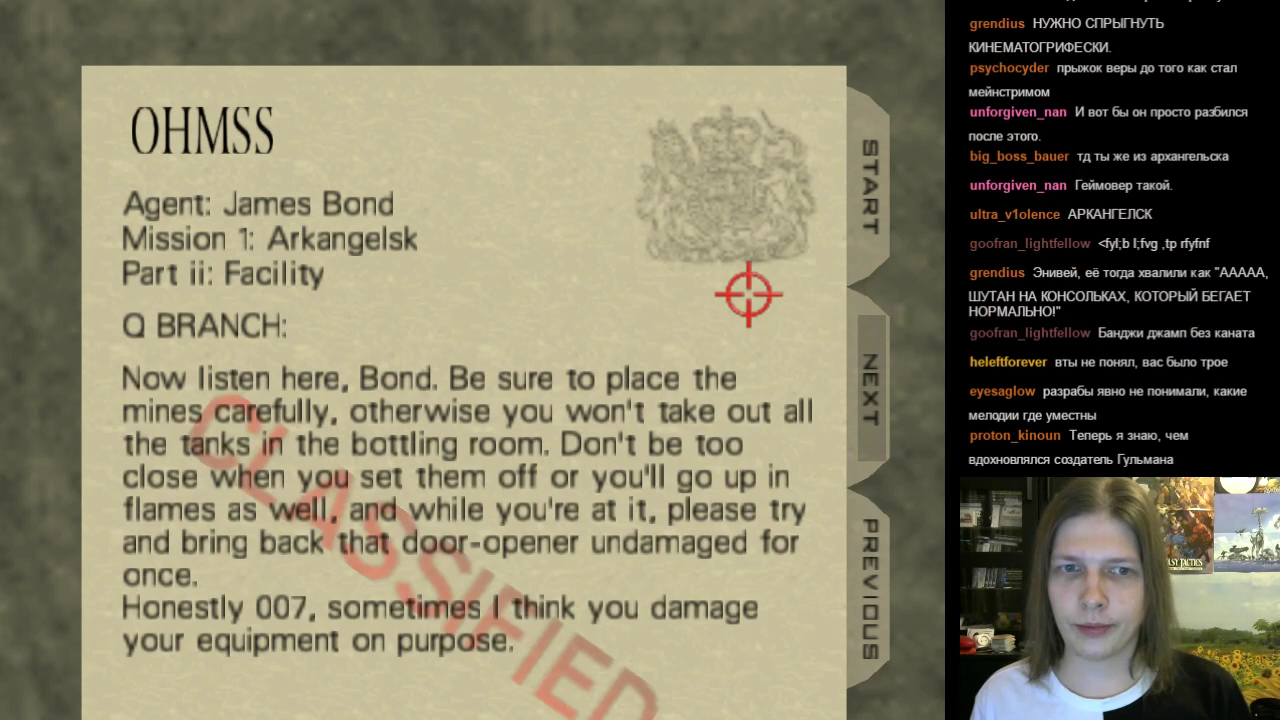 OHMSS
Agent: James Bond
Mission 1: Arkangelsk
Part ii: Facility
Q BRANCH:
Now listen here, Bond. Be sure to place the
mines carefully, otherwise you won't take out all
the tanks in the bottling room. Don't be too
close when you set them off or you'll go up in
flames as well, and while you're at it, please try
and bring back that door-opener undamaged for
once.
Honestly 007, sometimes I think you damage
your equipment on purpose.
CLASSIFIED
START
NEXT
PREVIOUS
grendius НУЖНО СПРЫГНУТЬ
КИНЕМАТОГРИФЕСКИ.
psychocyder прыжок веры до того как стал
мейнстримом
unforgiven_nan И вот бы он просто разбился
после этого.
big_boss_bauer тд ты же из архангельска
unforgiven_nan Геймовер такой.
ultra_v1olence АРКАНГЕЛСК
goofran_lightfellow <fyl;b l;fvg ,tp rfyfnf
grendius Энивей, её тогда хвалили как "ААААА,
ШУТАН НА КОНСОЛЬКАХ, КОТОРЫЙ БЕГАЕТ
НОРМАЛЬНО!"
goofran_lightfellow Банджи джамп без каната
heleftforever вты не понял, вас было трое
eyesaglow разрабы явно не понимали, какие
мелодии где уместны
proton_kinoun Теперь я знаю, чем
вдохновлялся создатель Гульмана
TACTICS